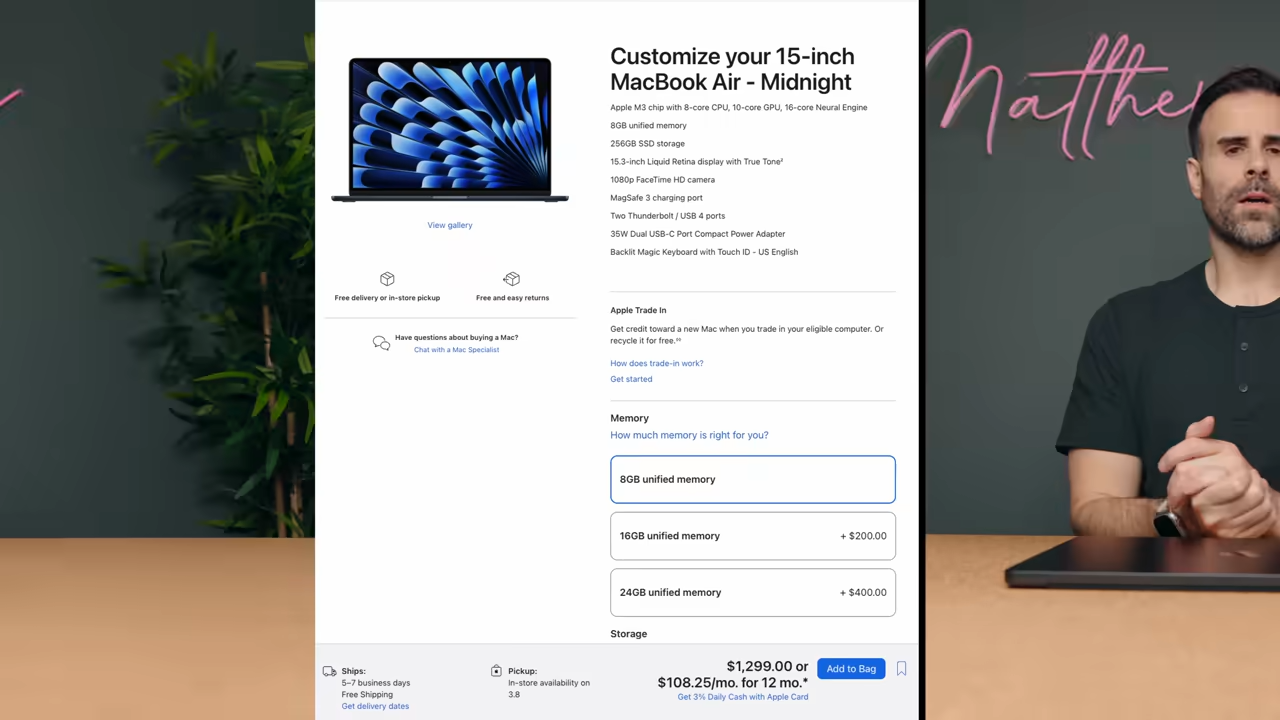 Customize your 15-inch
MacBook Air - Midnight
Apple M3 chip with 8-core CPU, 10-core GPU, 16-core Neural Engine
8GB unified memory
256GB SSD storage
15.3-inch Liquid Retina display with True Tone²
1080p FaceTime HD camera
MagSafe 3 charging port
Two Thunderbolt / USB 4 ports
35W Dual USB-C Port Compact Power Adapter
Backlit Magic Keyboard with Touch ID - US English
View gallery
Free delivery or in-store pickup
Free and easy returns
Have questions about buying a Mac?
Chat with a Mac Specialist
Apple Trade In
Get credit toward a new Mac when you trade in your eligible computer. Or
recycle it for free.°°
How does trade-in work?
Get started
Memory
How much memory is right for you?
8GB unified memory
16GB unified memory + $200.00
24GB unified memory + $400.00
Storage
Ships:
5–7 business days
Free Shipping
Get delivery dates
Pickup:
In-store availability on
3.8
$1,299.00 or
$108.25/mo. for 12 mo.*
Get 3% Daily Cash with Apple Card
Add to Bag
Matthe